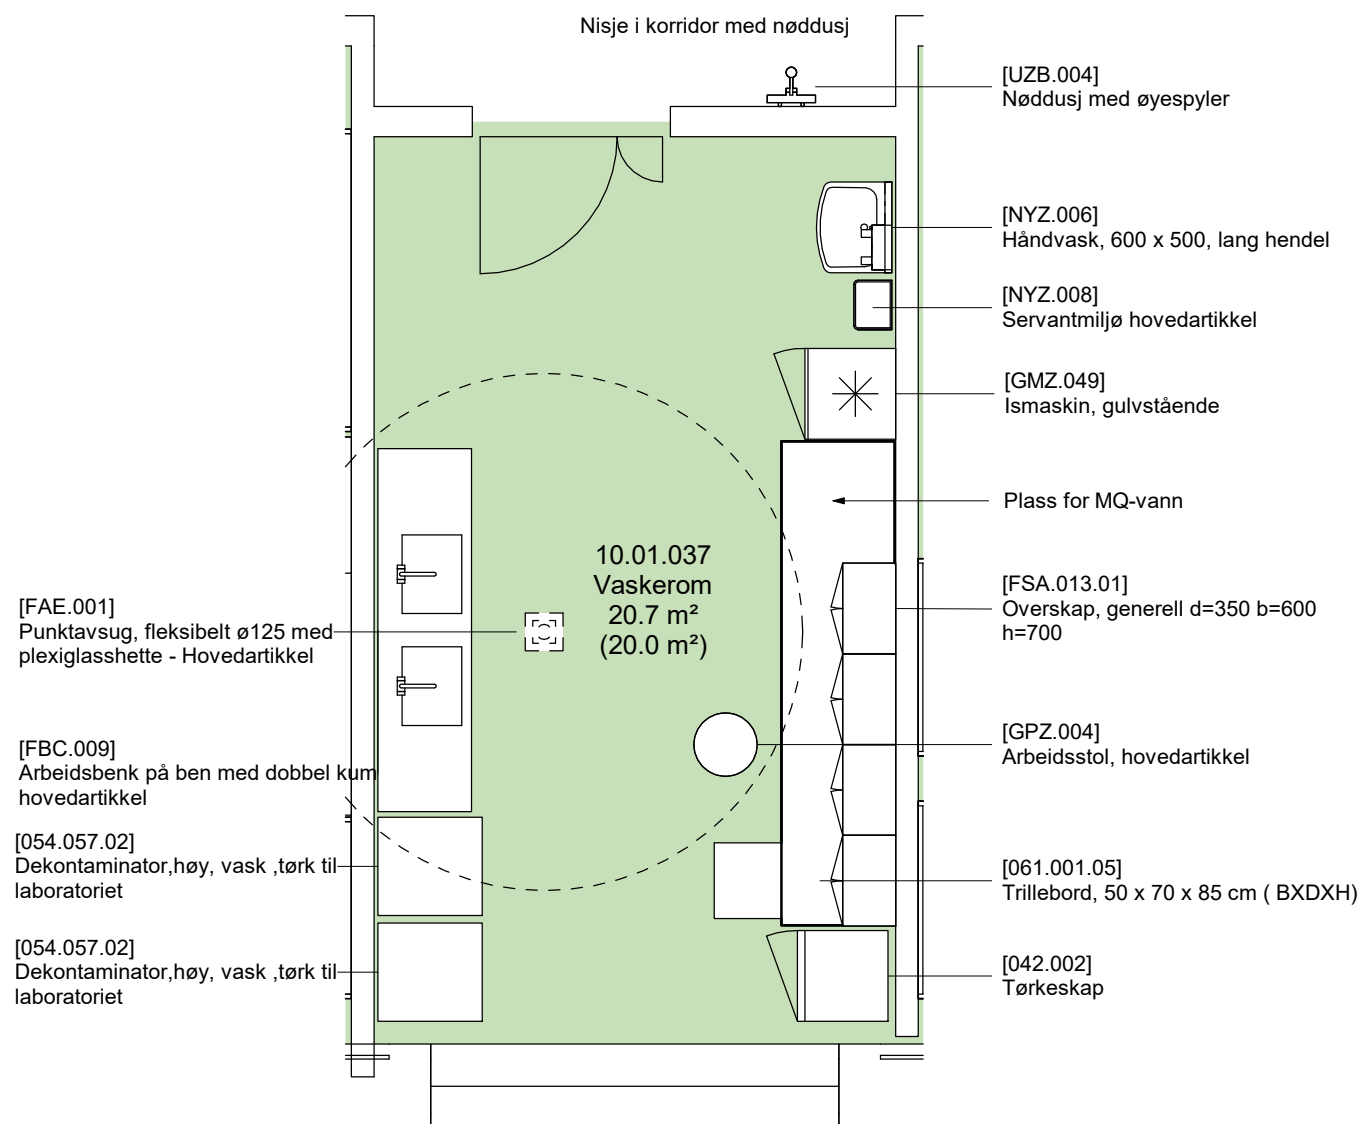 Nisje i korridor med nøddusj
[UZB.004]
Nøddusj med øyespyler
[NYZ.006]
Håndvask, 600 x 500, lang hendel
[NYZ.008]
Servantmiljø hovedartikkel
[GMZ.049]
Ismaskin, gulvstående
Plass for MQ-vann
10.01.037
Vaskerom
20.7 m²
(20.0 m²)
[FSA.013.01]
Overskap, generell d=350 b=600
h=700
[FAE.001]
Punktavsug, fleksibelt ø125 med
plexiglasshette - Hovedartikkel
[GPZ.004]
Arbeidsstol, hovedartikkel
[FBC.009]
Arbeidsbenk på ben med dobbel kum
hovedartikkel
[054.057.02]
Dekontaminator,høy, vask ,tørk til
laboratoriet
[061.001.05]
Trillebord, 50 x 70 x 85 cm ( BXDXH)
[054.057.02]
Dekontaminator,høy, vask ,tørk til
laboratoriet
[042.002]
Tørkeskap